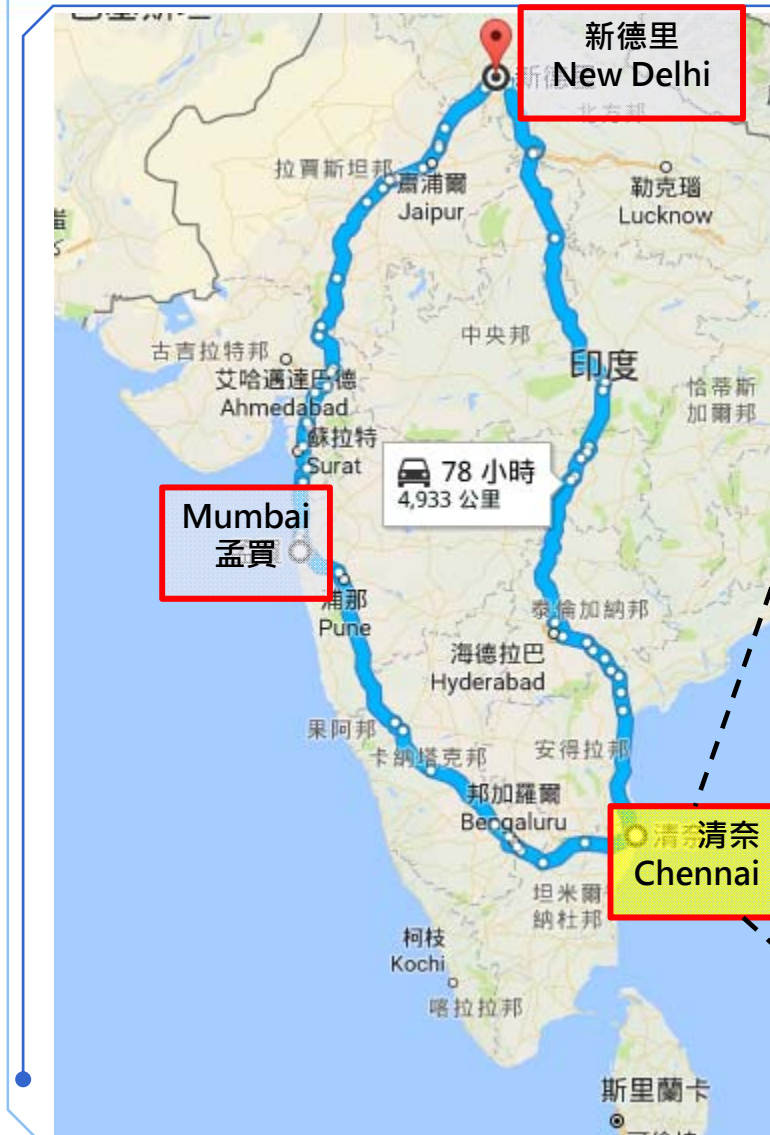 新德里
New Delhi
拉賈斯坦邦
齋浦爾
Jaipur
勒克瑙
Lucknow
中央邦
印度
古吉拉特邦
艾哈邁達巴德
Ahmedabad
恰蒂斯
加爾邦
蘇拉特
Surat
78 小時
4,933 公里
Mumbai
孟買
浦那
Pune
泰倫加納邦
海德拉巴
Hyderabad
果阿邦
卡納塔克邦
安得拉邦
邦加羅爾
Bengaluru
清奈
Chennai
坦米爾
納杜邦
柯枝
Kochi
喀拉拉邦
斯里蘭卡